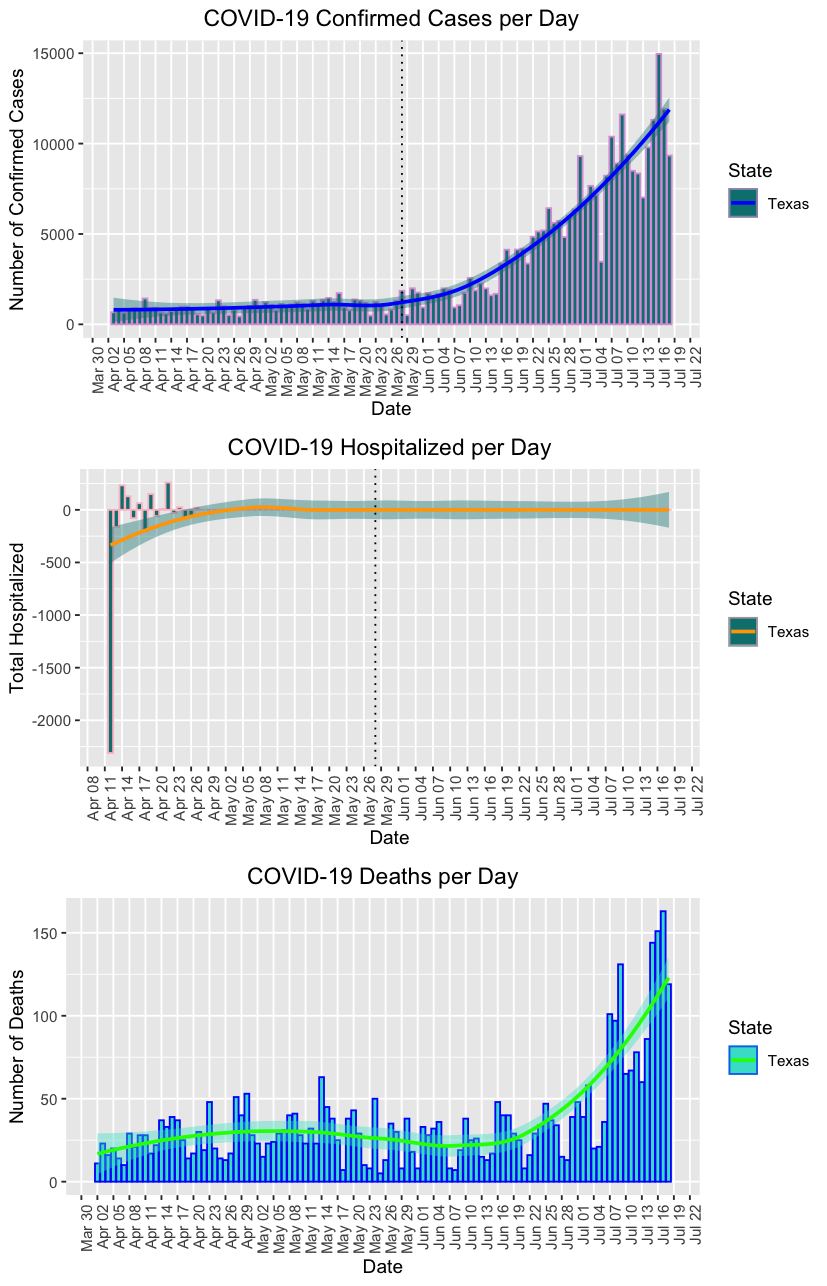 COVID-19 Confirmed Cases per Day
Number of Confirmed Cases
15000
10000
5000
0
Mar 30
Apr 02
Apr 05
Apr 08
Apr 11
Apr 14
Apr 17
Apr 20
Apr 23
Apr 26
Apr 29
May 02
May 05
May 08
May 11
May 14
May 17
May 20
May 23
May 26
May 29
Jun 01
Jun 04
Jun 07
Jun 10
Jun 13
Jun 16
Jun 19
Jun 22
Jun 25
Jun 28
Jul 01
Jul 04
Jul 07
Jul 10
Jul 13
Jul 16
Jul 19
Jul 22
Date
State
Texas
COVID-19 Hospitalized per Day
Total Hospitalized
0
-500
-1000
-1500
-2000
Apr 08
Apr 11
Apr 14
Apr 17
Apr 20
Apr 23
Apr 26
Apr 29
May 02
May 05
May 08
May 11
May 14
May 17
May 20
May 23
May 26
May 29
Jun 01
Jun 04
Jun 07
Jun 10
Jun 13
Jun 16
Jun 19
Jun 22
Jun 25
Jun 28
Jul 01
Jul 04
Jul 07
Jul 10
Jul 13
Jul 16
Jul 19
Jul 22
Date
State
Texas
COVID-19 Deaths per Day
Number of Deaths
150
100
50
0
Mar 30
Apr 02
Apr 05
Apr 08
Apr 11
Apr 14
Apr 17
Apr 20
Apr 23
Apr 26
Apr 29
May 02
May 05
May 08
May 11
May 14
May 17
May 20
May 23
May 26
May 29
Jun 01
Jun 04
Jun 07
Jun 10
Jun 13
Jun 16
Jun 19
Jun 22
Jun 25
Jun 28
Jul 01
Jul 04
Jul 07
Jul 10
Jul 13
Jul 16
Jul 19
Jul 22
Date
State
Texas